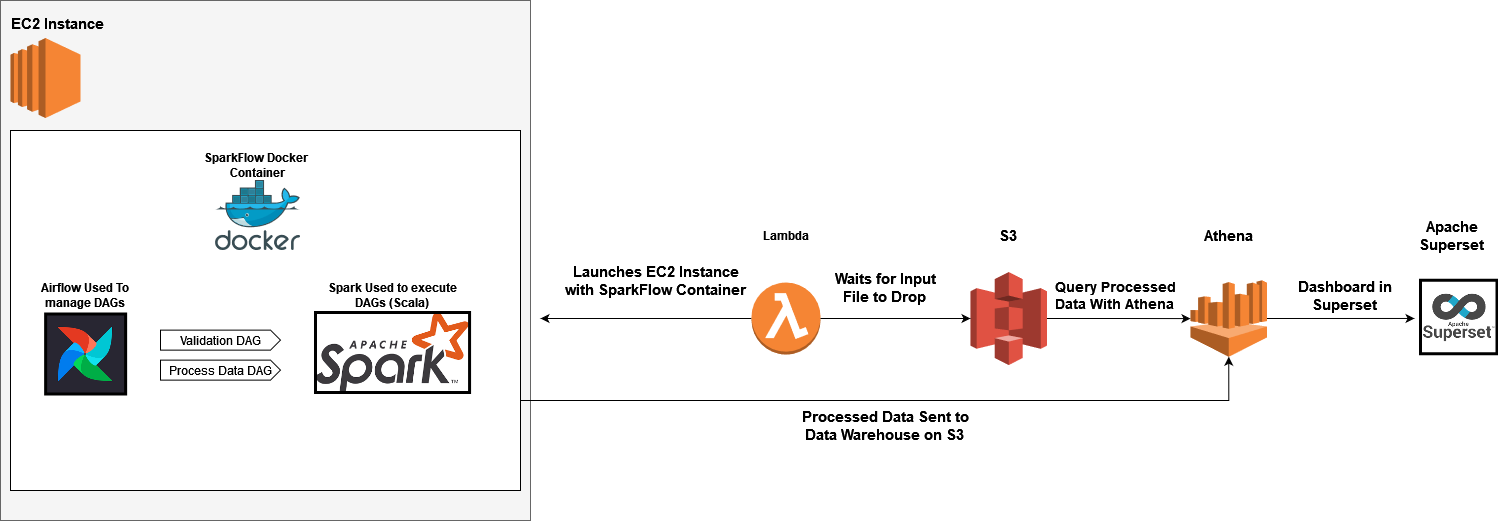 EC2 Instance
SparkFlow Docker
Container
docker
Airflow Used To
manage DAGs
Spark Used to execute
DAGs (Scala)
Validation DAG
Process Data DAG
APACHE
Spark™
Launches EC2 Instance
with SparkFlow Container
Lambda
Waits for Input
File to Drop
S3
Query Processed
Data With Athena
Athena
Dashboard in
Superset
Apache
Superset
Apache
Superset™
Processed Data Sent to
Data Warehouse on S3